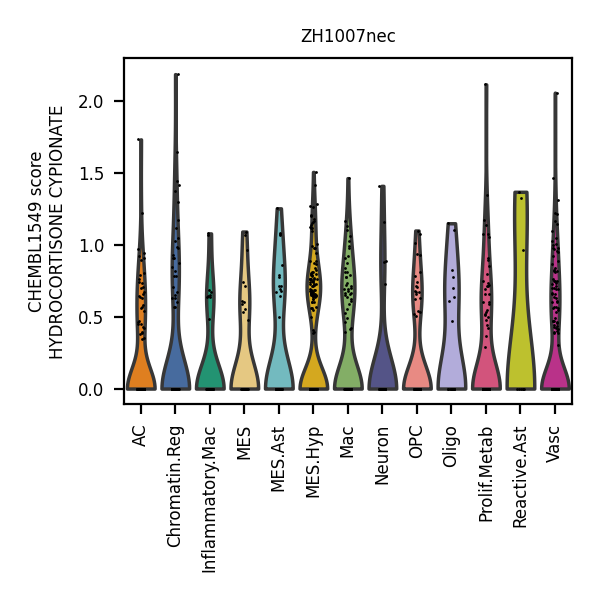 ZH1007nec
CHEMBL1549 score
HYDROCORTISONE CYPIONATE
2.0
1.5
1.0
0.5
0.0
AC
Chromatin.Reg
Inflammatory.Mac
MES
MES.Ast
MES.Hyp
Mac
Neuron
OPC
Oligo
Prolif.Metab
Reactive.Ast
Vasc